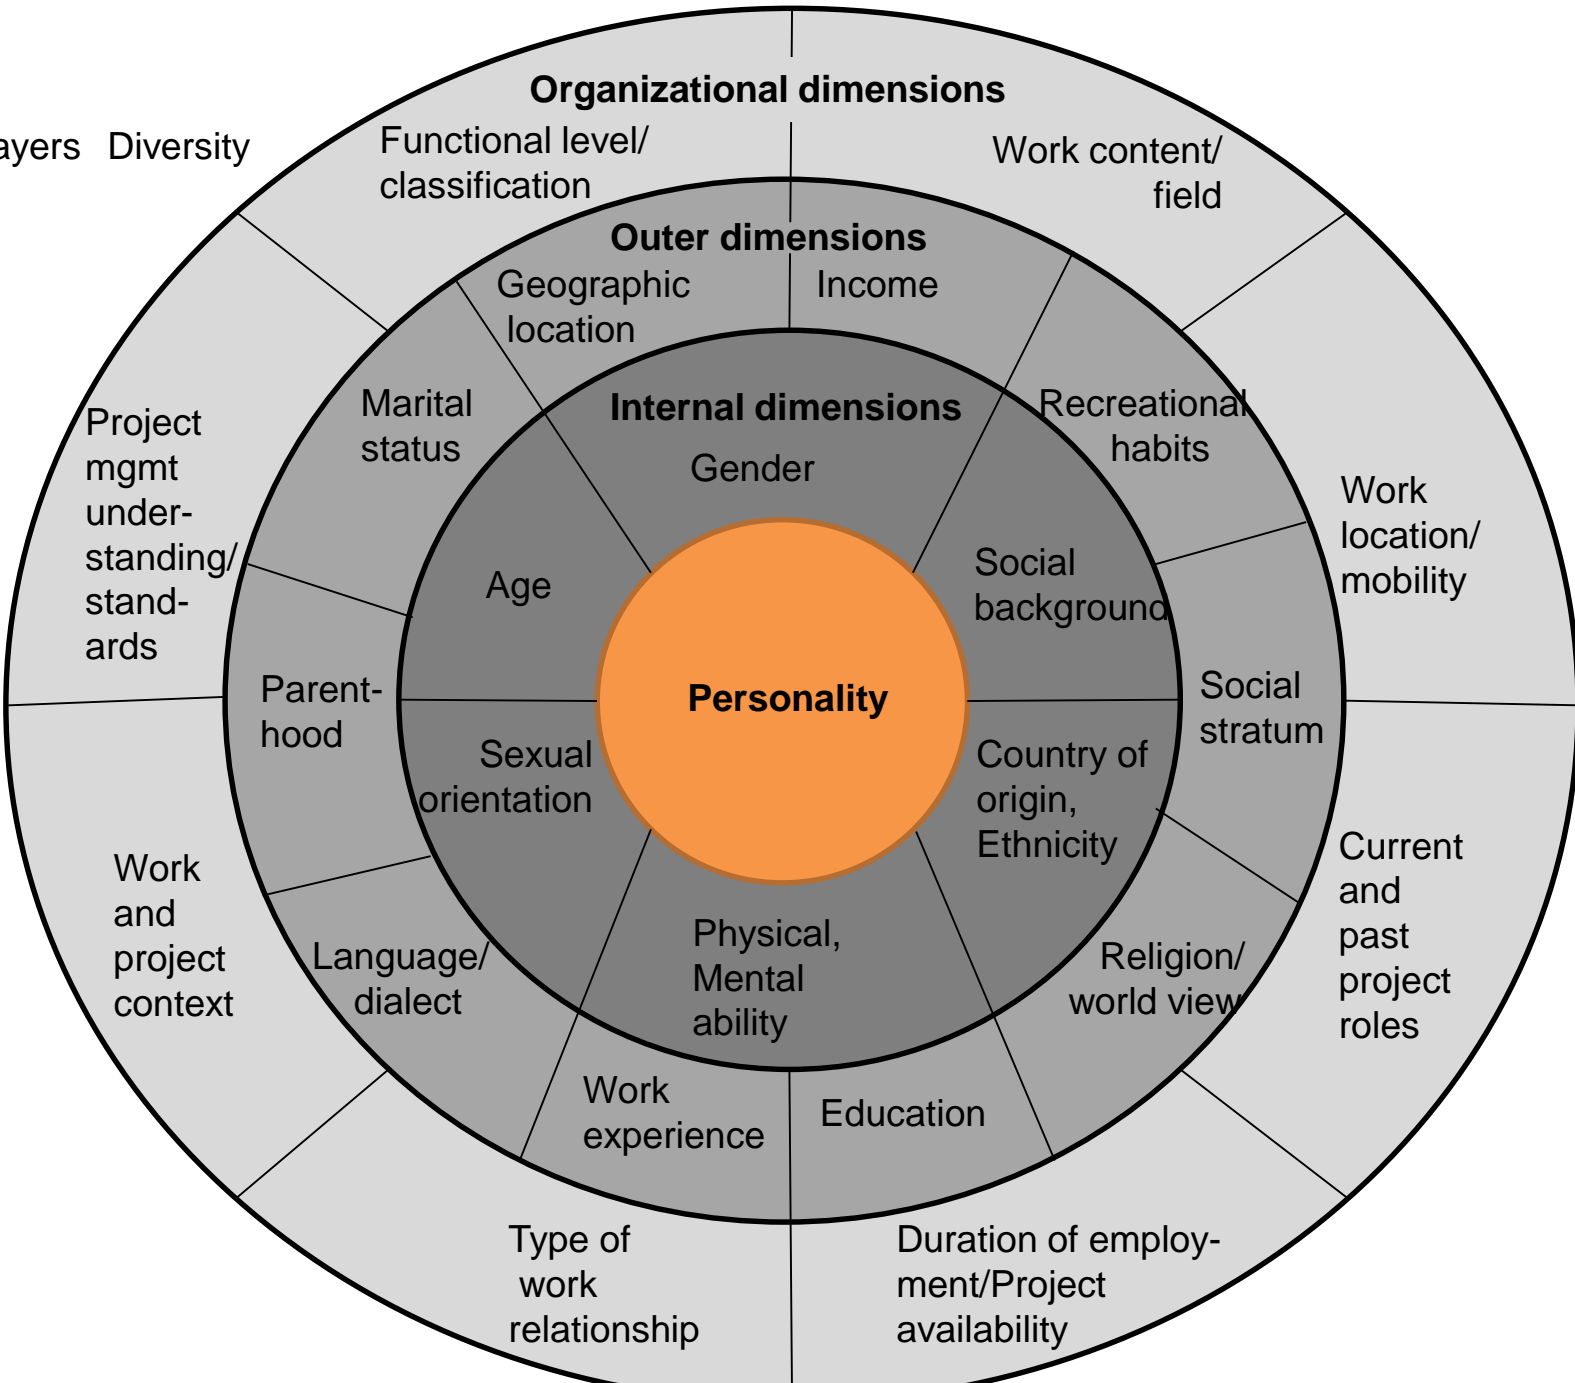 Organizational dimensions
ayers Diversity
Functional level/
classification
Work content/
field
Outer dimensions
Geographic
location
Income
Marital
status
Internal dimensions
Gender
Recreational
habits
Project
mgmt
under-
standing/
stand-
ards
Work
location/
mobility
Age
Social
background
Personality
Parent-
hood
Social
stratum
Sexual
orientation
Country of
origin,
Ethnicity
Work
and
project
context
Current
and
past
project
roles
Physical,
Mental
ability
Language/
dialect
Religion/
world view
Work
experience
Education
Type of
work
relationship
Duration of employ-
ment/Project
availability